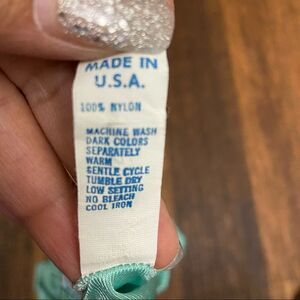 MADE IN
U.S.A.
100% NYLON
MACHINE WASH
DARK COLORS
SEPARATELY
WARM
GENTLE CYCLE
TUMBLE DRY
LOW SETTING
NO BLEACH
COOL IRON